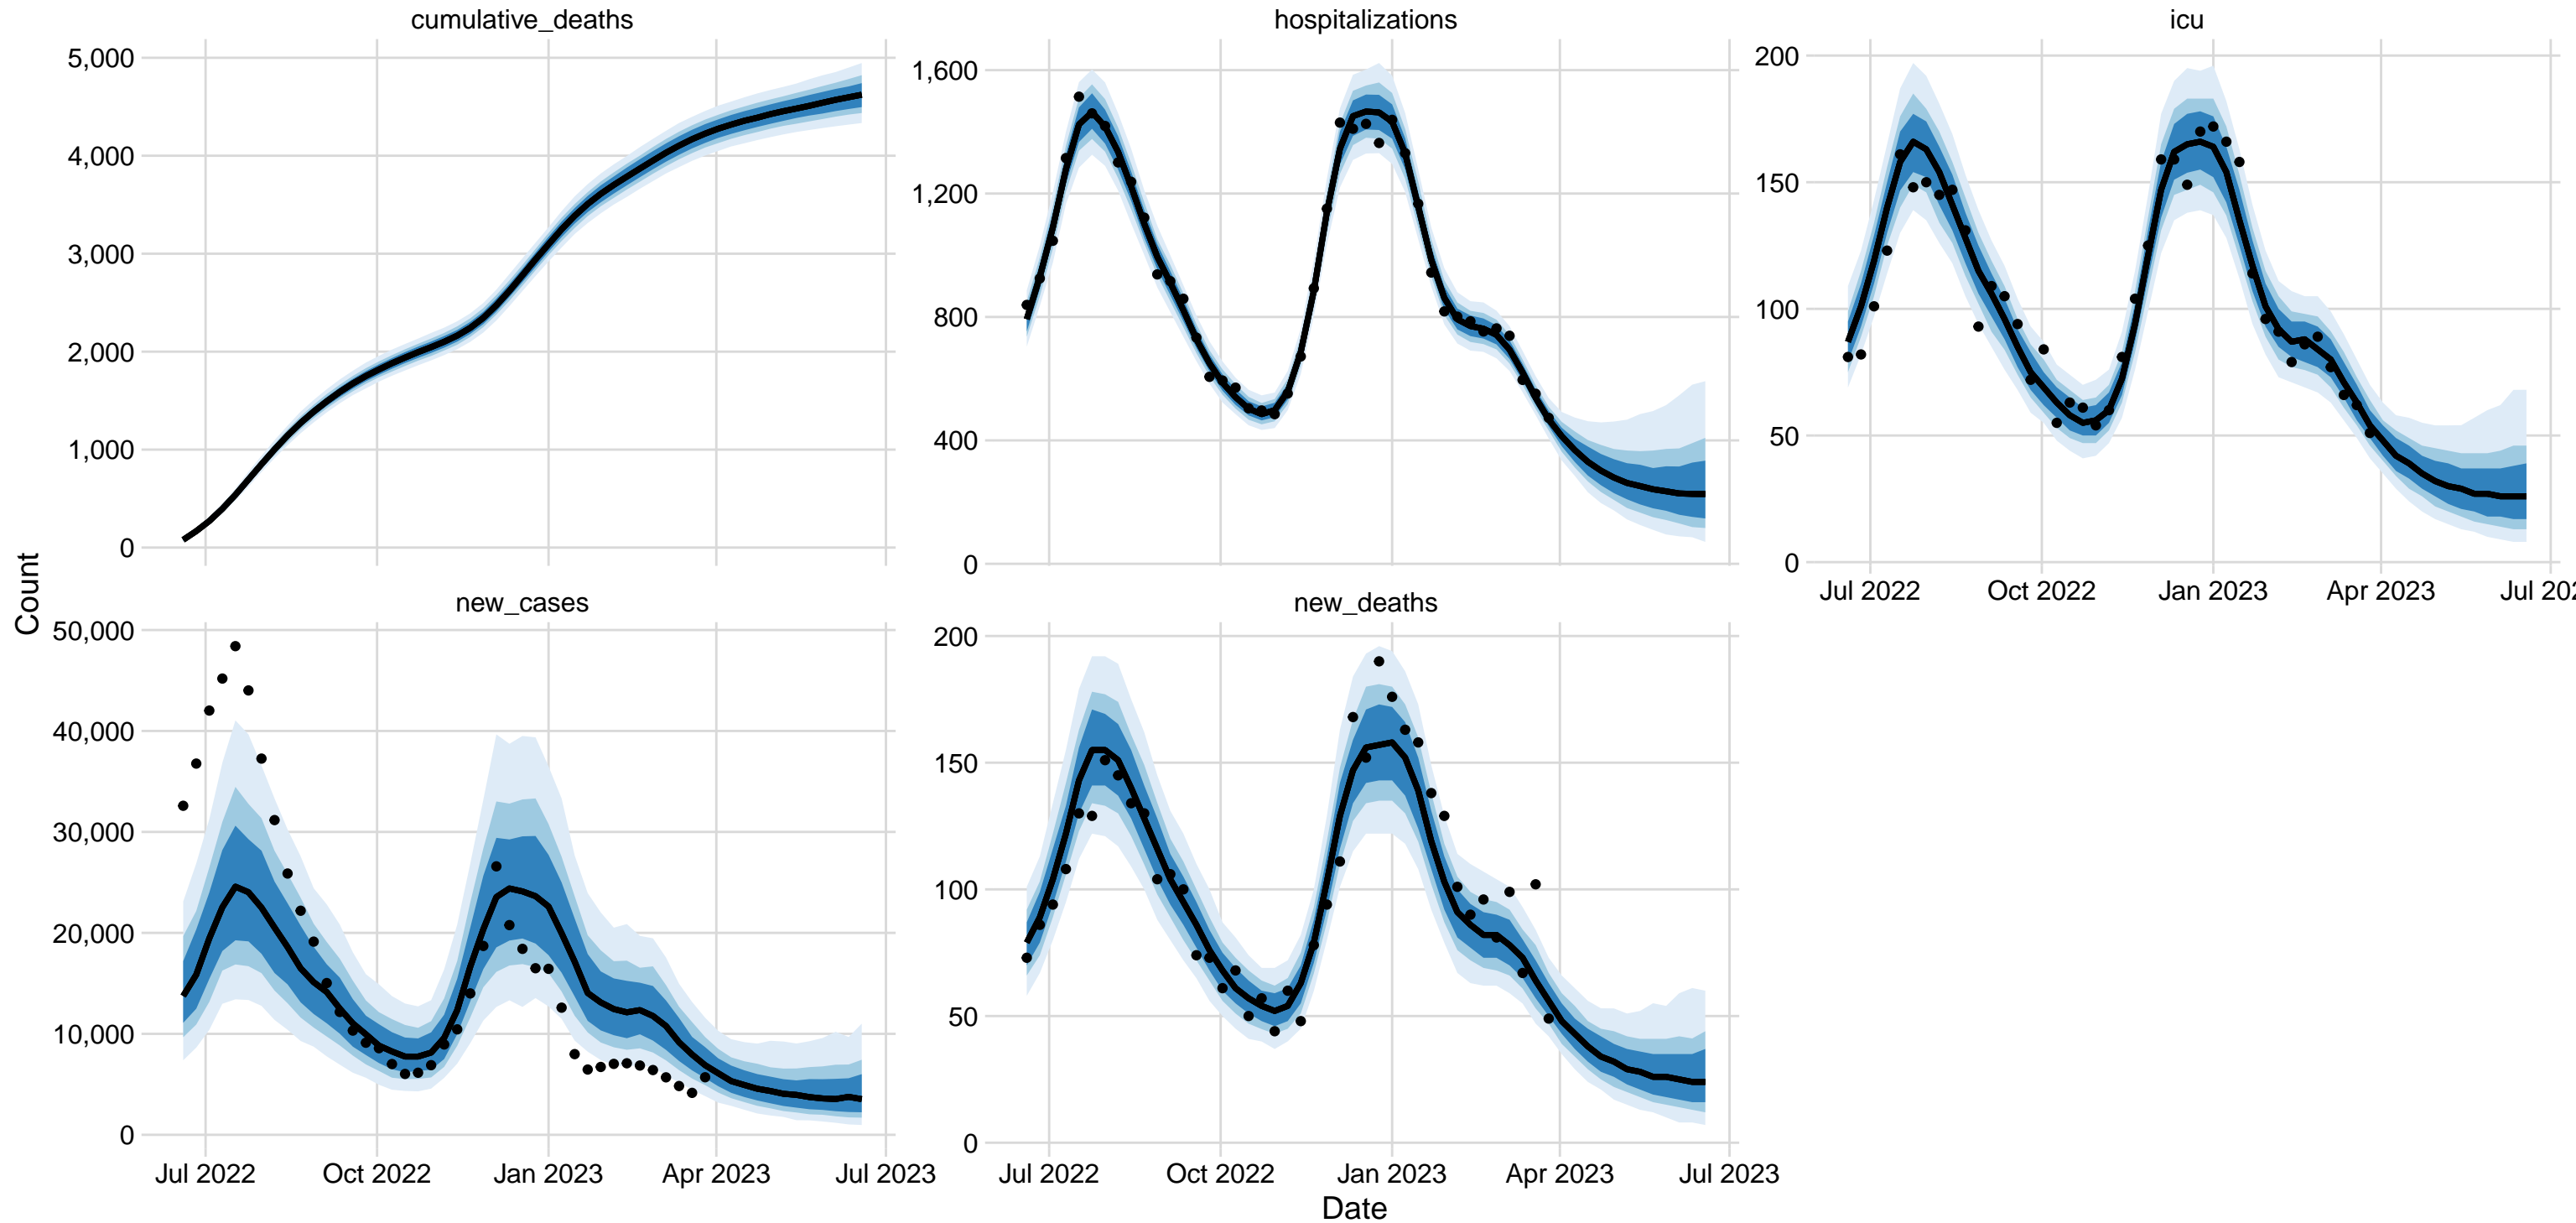 cumulative_deaths
hospitalizations
icu
5,000
4,000
3,000
2,000
1,000
0
1,600
1,200
800
400
0
200
150
100
50
0
Jul 2022
Oct 2022
Jan 2023
Apr 2023
Jul 202
Count
new_cases
new_deaths
50,000
40,000
30,000
20,000
10,000
0
200
150
100
50
0
Jul 2022
Oct 2022
Jan 2023
Apr 2023
Jul 2023
Jul 2022
Oct 2022
Jan 2023
Apr 2023
Jul 2023
Date